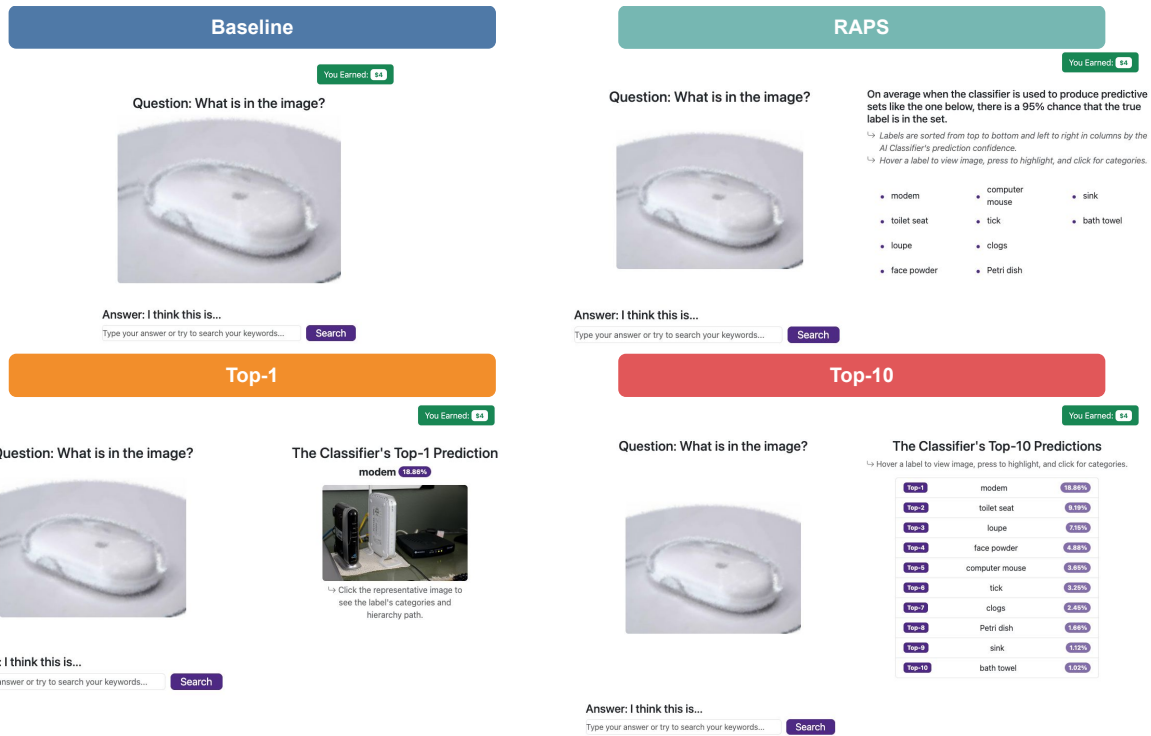 Baseline
You Earned: $4
Question: What is in the image?
Answer: I think this is...
Type your answer or try to search your keywords...
Search
RAPS
You Earned: $4
Question: What is in the image?
On average when the classifier is used to produce predictive
sets like the one below, there is a 95% chance that the true
label is in the set.
↪ Labels are sorted from top to bottom and left to right in columns by the
AI Classifier's prediction confidence.
↪ Hover a label to view image, press to highlight, and click for categories.
• modem
• toilet seat
• loupe
• face powder
• computer
mouse
• tick
• clogs
• Petri dish
• sink
• bath towel
Answer: I think this is...
Type your answer or try to search your keywords...
Search
Top-1
You Earned: $4
Question: What is in the image?
The Classifier's Top-1 Prediction
modem 18.86%
↪ Click the representative image to
see the label's categories and
hierarchy path.
: I think this is...
answer or try to search your keywords...
Search
Top-10
You Earned: $4
Question: What is in the image?
The Classifier's Top-10 Predictions
↪ Hover a label to view image, press to highlight, and click for categories.
Top-1 modem 18.86%
Top-2 toilet seat 9.19%
Top-3 loupe 7.15%
Top-4 face powder 4.88%
Top-5 computer mouse 3.65%
Top-6 tick 3.25%
Top-7 clogs 2.45%
Top-8 Petri dish 1.66%
Top-9 sink 1.12%
Top-10 bath towel 1.02%
Answer: I think this is...
Type your answer or try to search your keywords...
Search